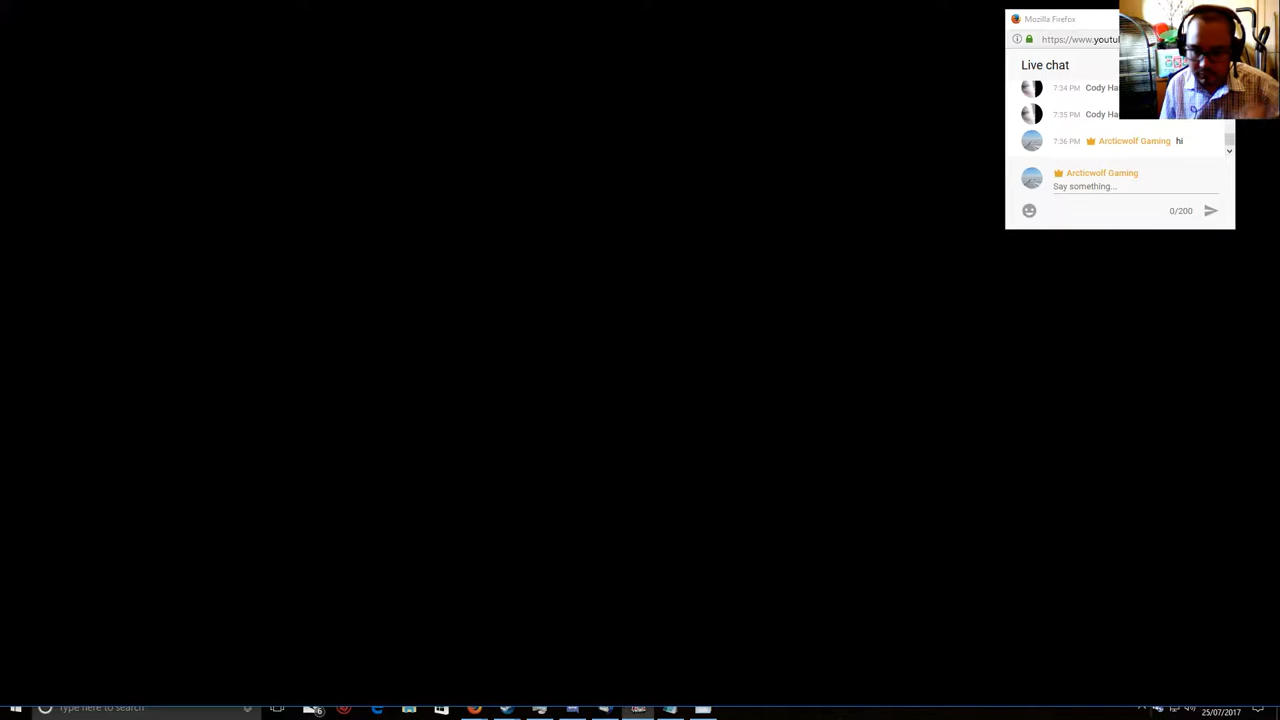 Mozilla Firefox
https://www.youtu
Live chat
7:34 PM Cody Ha
7:35 PM Cody Ha
7:36 PM Arcticwolf Gaming hi
Arcticwolf Gaming
Say something...
0/200
Type here to search
6
25/07/2017